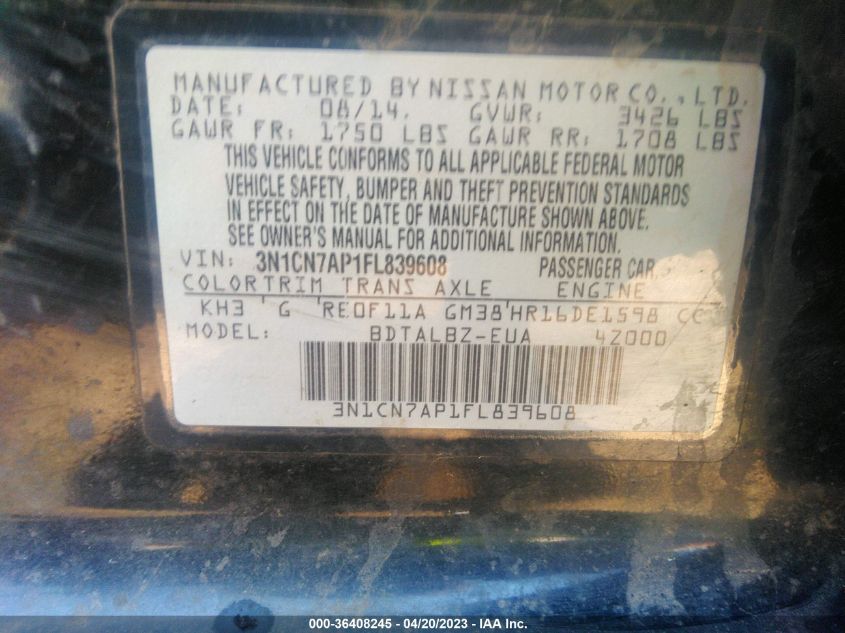 MANUFACTURED BY NISSAN MOTOR CO., LTD.
DATE: 08/14. GVWR: 3426 LBS
GAWR FR: 1750 LBS GAWR RR: 1708 LBS
THIS VEHICLE CONFORMS TO ALL APPLICABLE FEDERAL MOTOR
VEHICLE SAFETY, BUMPER AND THEFT PREVENTION STANDARDS
IN EFFECT ON THE DATE OF MANUFACTURE SHOWN ABOVE.
SEE OWNER'S MANUAL FOR ADDITIONAL INFORMATION.
VIN: 3N1CN7AP1FL839608 PASSENGER CAR
COLORTRIM TRANS AXLE ENGINE
KH3 'G 'RE0F11A GM38'HR16DE1598 CC
MODEL: BDTALBZ-EUA 4Z000
3N1CN7AP1FL839608
000-36408245 - 04/20/2023 - IAA Inc.